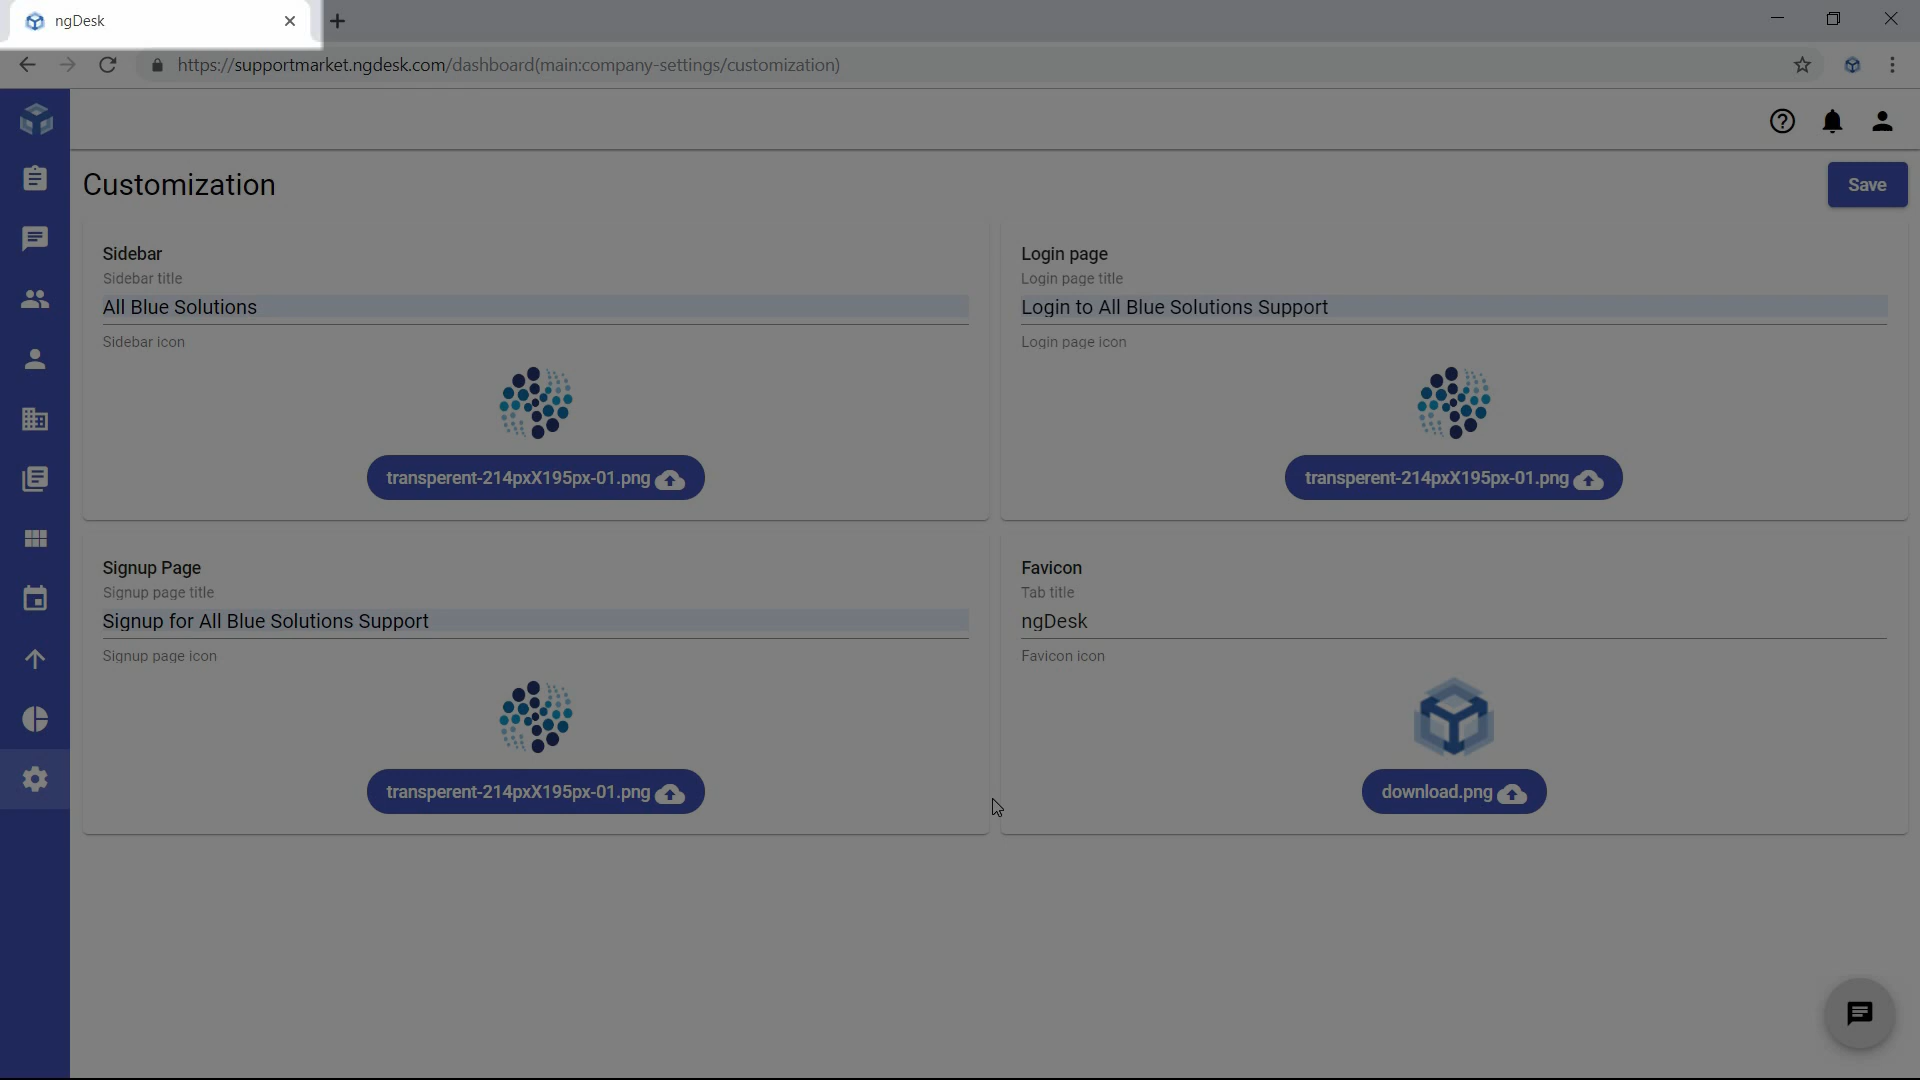 ngDesk
https://supportmarket.ngdesk.com/dashboard(main:company-settings/customization)
Customization
Save
Sidebar
Sidebar title
All Blue Solutions
Sidebar icon
transperent-214pxX195px-01.png
Login page
Login page title
Login to All Blue Solutions Support
Login page icon
transperent-214pxX195px-01.png
Signup Page
Signup page title
Signup for All Blue Solutions Support
Signup page icon
transperent-214pxX195px-01.png
Favicon
Tab title
ngDesk
Favicon icon
download.png